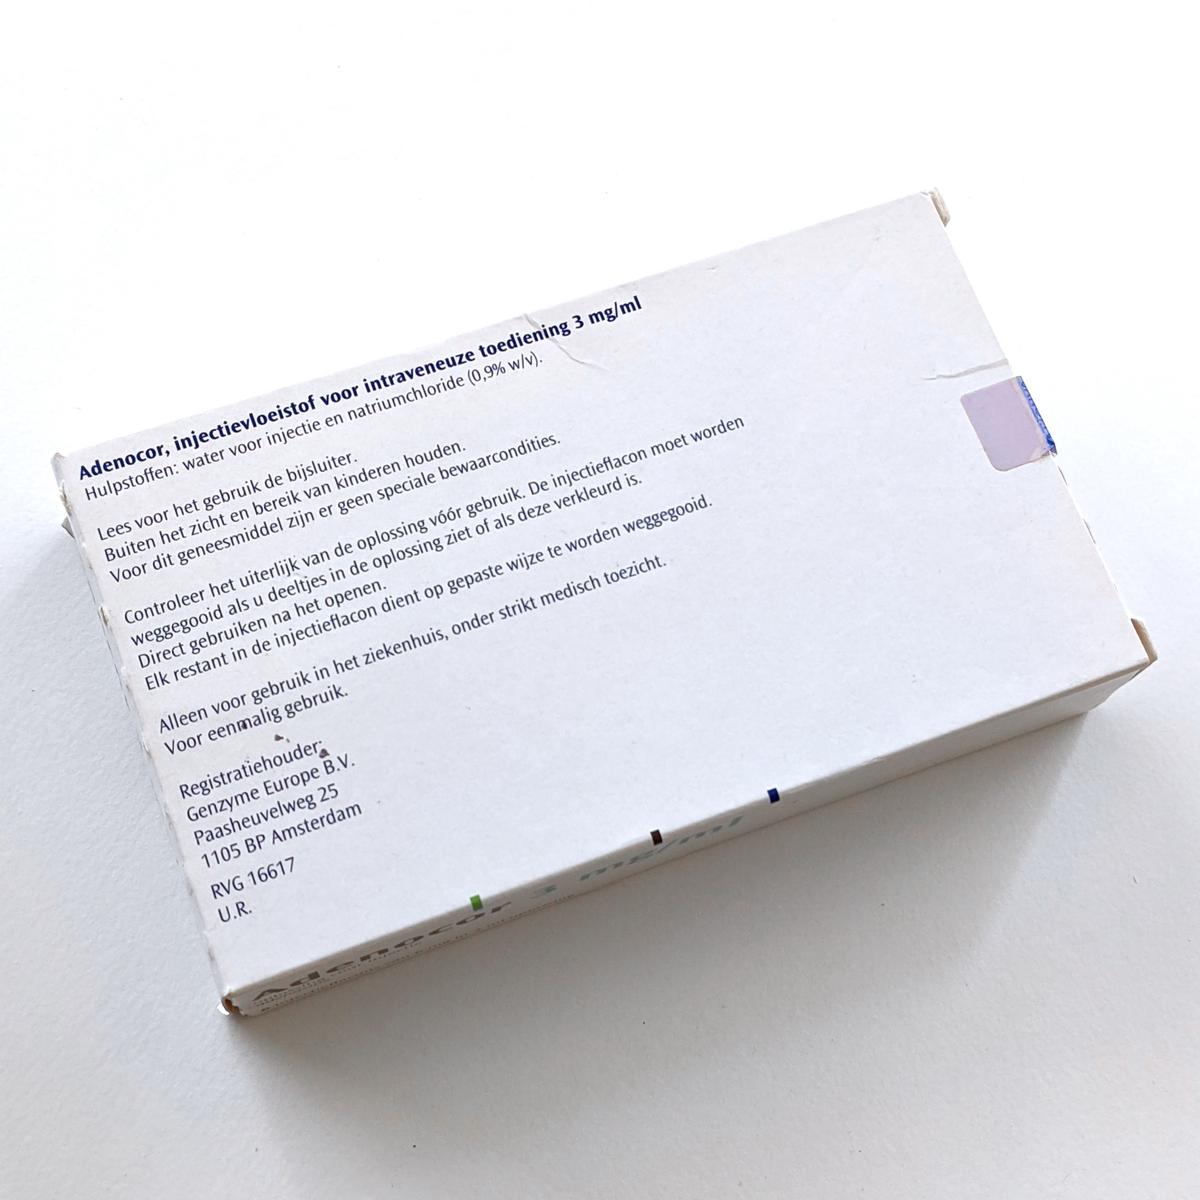 Adenocor, injectievloeistof voor intraveneuze toediening 3 mg/ml
Hulpstoffen: water voor injectie en natriumchloride (0,9% w/v).
Lees voor het gebruik de bijsluiter.
Buiten het zicht en bereik van kinderen houden.
Voor dit geneesmiddel zijn er geen speciale bewaarcondities.
Controleer het uiterlijk van de oplossing vóór gebruik. De injectieflacon moet worden
weggegooid als u deeltjes in de oplossing ziet of als deze verkleurd is.
Direct gebruiken na het openen.
Elk restant in de injectieflacon dient op gepaste wijze te worden weggegooid.
Alleen voor gebruik in het ziekenhuis, onder strikt medisch toezicht.
Voor eenmalig gebruik.
Registratiehouder:
Genzyme Europe B.V.
Paasheuvelweg 25
1105 BP Amsterdam
RVG 16617
U.R.
Adenocor 3 mg/ml